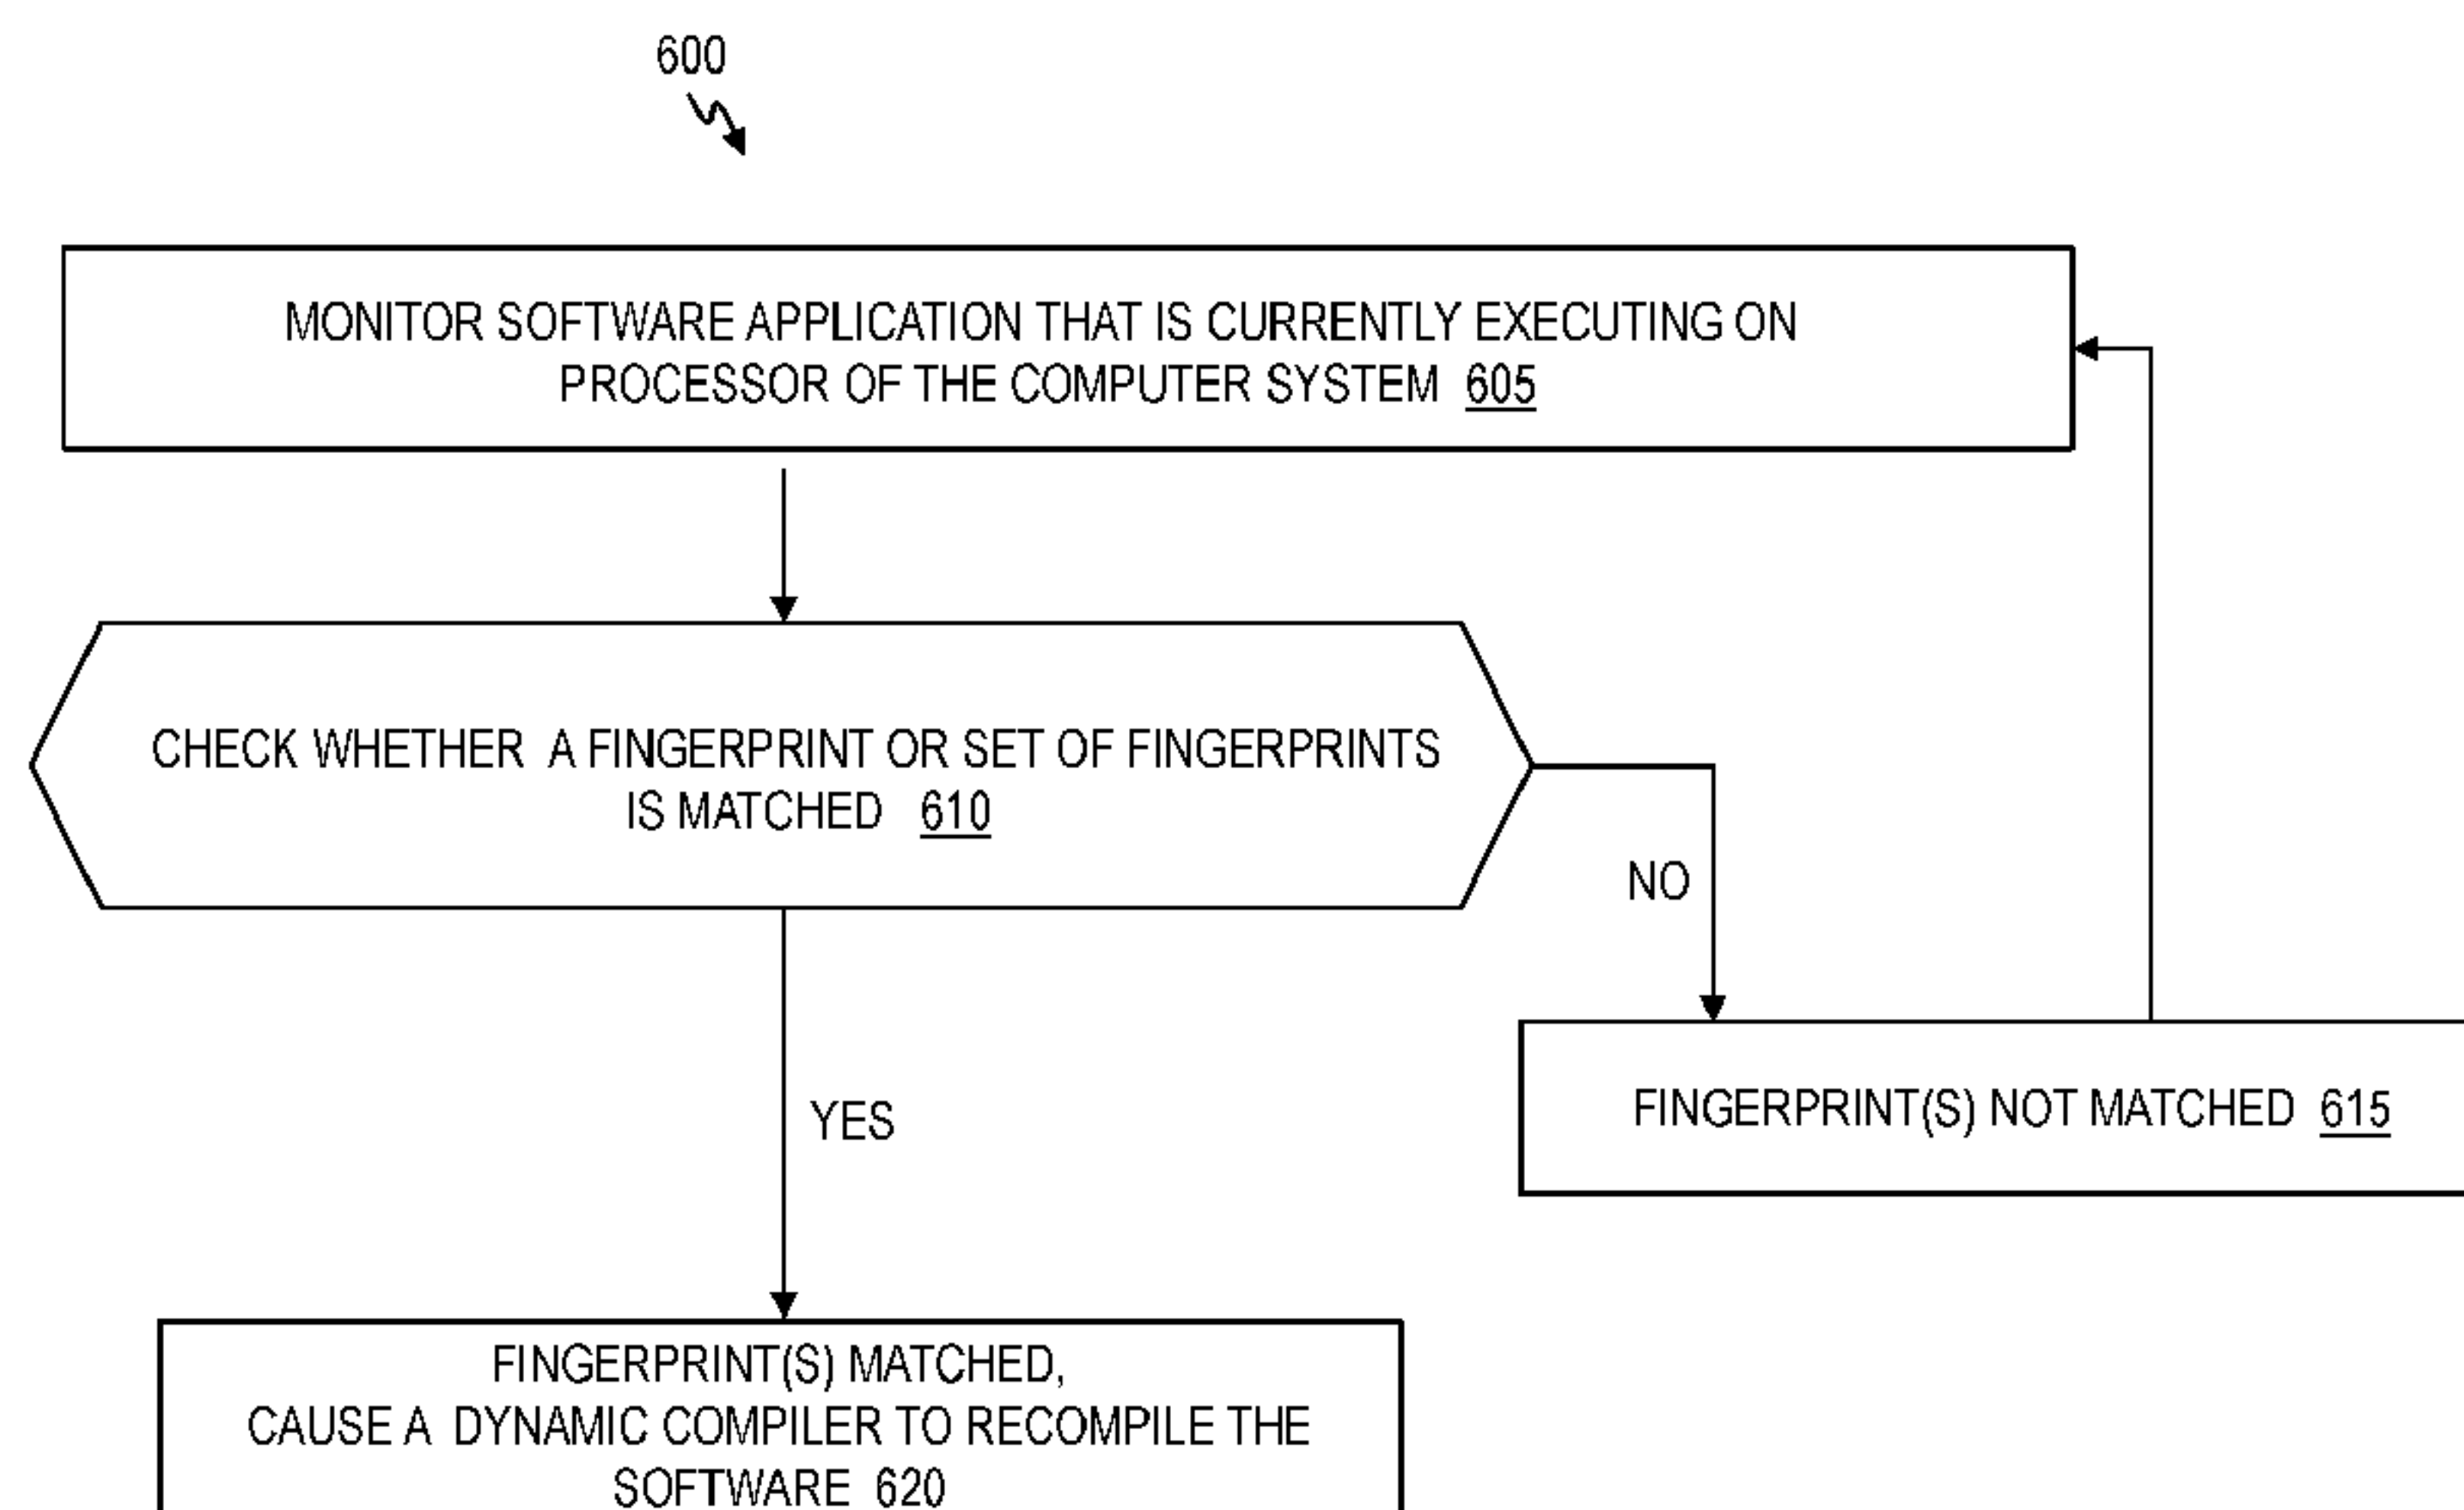 600
MONITOR SOFTWARE APPLICATION THAT IS CURRENTLY EXECUTING ON
PROCESSOR OF THE COMPUTER SYSTEM 605
CHECK WHETHER A FINGERPRINT OR SET OF FINGERPRINTS
IS MATCHED 610
NO
YES
FINGERPRINT(S) NOT MATCHED 615
FINGERPRINT(S) MATCHED,
CAUSE A DYNAMIC COMPILER TO RECOMPILE THE
SOFTWARE 620